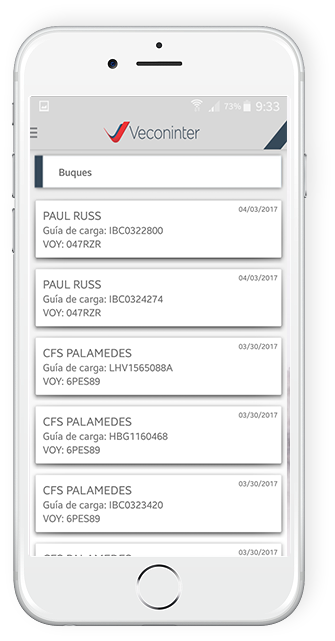 73% 9:33
Veconinter
Buques
04/03/2017
PAUL RUSS
Guía de carga: IBC0322800
VOY: 047RZR
04/03/2017
PAUL RUSS
Guía de carga: IBC0324274
VOY: 047RZR
03/30/2017
CFS PALAMEDES
Guía de carga: LHV1565088A
VOY: 6PES89
03/30/2017
CFS PALAMEDES
Guía de carga: HBG1160468
VOY: 6PES89
03/30/2017
CFS PALAMEDES
Guía de carga: IBC0323420
VOY: 6PES89
03/30/2017
CFS PALAMEDES